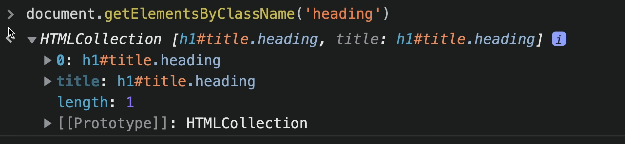 document.getElementsByClassName('heading')
HTMLCollection [h1#title.heading, title: h1#title.heading] i
0: h1#title.heading
title: h1#title.heading
length: 1
[[Prototype]]: HTMLCollection